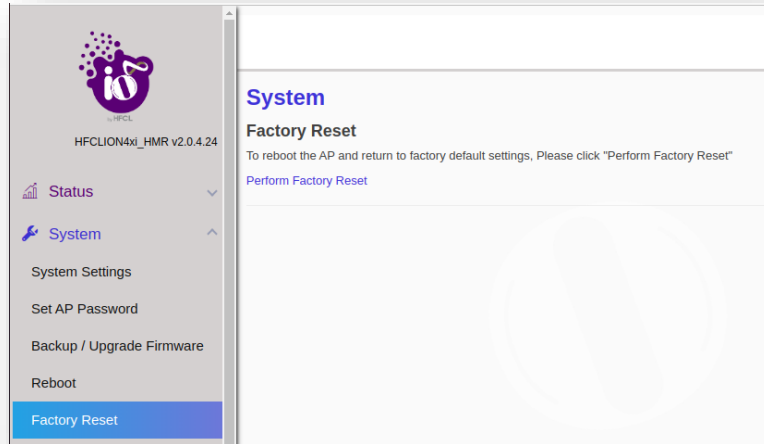 io
by HFCL
HFCLION4xi_HMR v2.0.4.24
Status
System
System Settings
Set AP Password
Backup / Upgrade Firmware
Reboot
Factory Reset
System
Factory Reset
To reboot the AP and return to factory default settings, Please click "Perform Factory Reset"
Perform Factory Reset